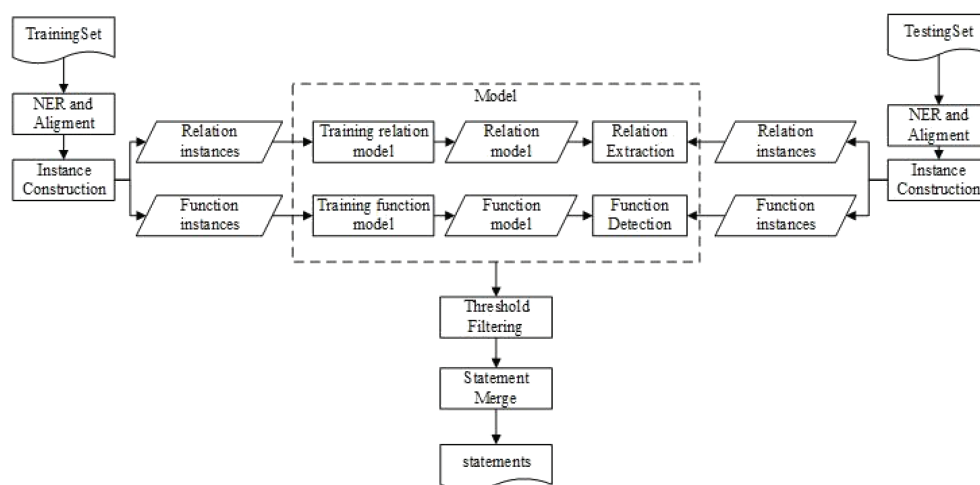 TrainingSet
NER and
Aligment
Instance
Construction
Relation
instances
Function
instances
Model
Training relation
model
Relation
model
Relation
Extraction
Training function
model
Function
model
Function
Detection
Relation
instances
Function
instances
TestingSet
NER and
Aligment
Instance
Construction
Threshold
Filtering
Statement
Merge
statements